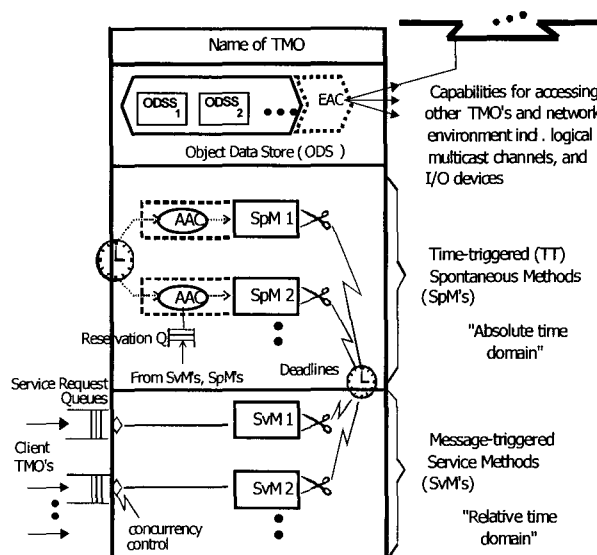 Name of TMO
ODSS
1
ODSS
2
EAC
Object Data Store ( ODS )
Capabilities for accessing
other TMO's and network
environment incl . logical
multicast channels, and
I/O devices
AAC
SpM 1
AAC
SpM 2
Reservation Q
From SvM's, SpM's
Time-triggered (TT)
Spontaneous Methods
(SpM's)
"Absolute time
domain"
Deadlines
Service Request
Queues
Client
TMO's
SvM 1
SvM 2
concurrency
control
Message-triggered
Service Methods
(SvM's)
"Relative time
domain"